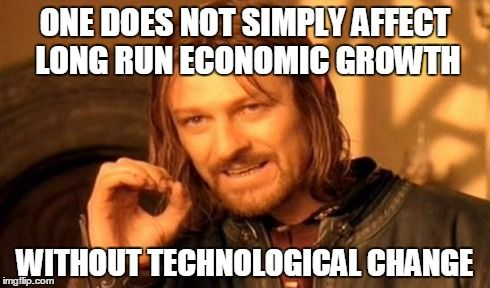 ONE DOES NOT SIMPLY AFFECT
LONG RUN ECONOMIC GROWTH
WITHOUT TECHNOLOGICAL CHANGE
imgflip.com